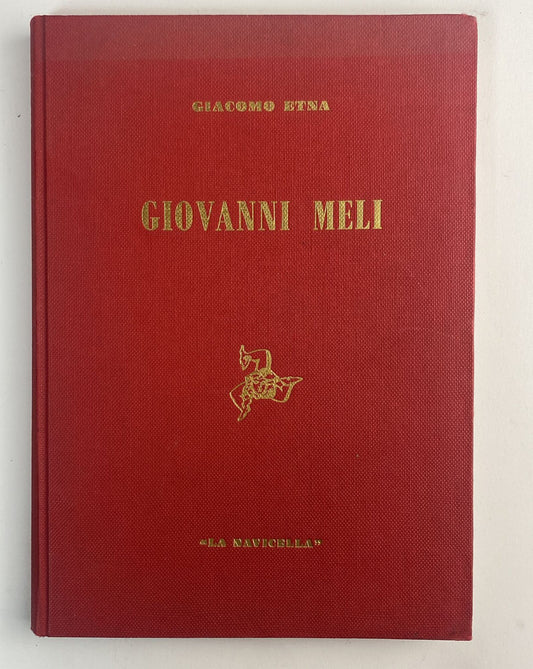 GIACOMO ETNA
GIOVANNI MELI
“LA NAVICELLA”